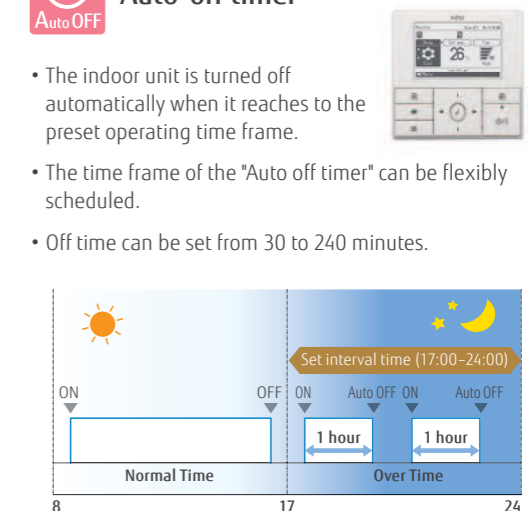 Auto OFF
Auto-off timer
• The indoor unit is turned off
automatically when it reaches to the
preset operating time frame.
• The time frame of the "Auto off timer" can be flexibly
scheduled.
• Off time can be set from 30 to 240 minutes.
26
Set interval time (17:00–24:00)
ON OFF ON Auto OFF ON Auto OFF
1 hour 1 hour
Normal Time Over Time
8 17 24